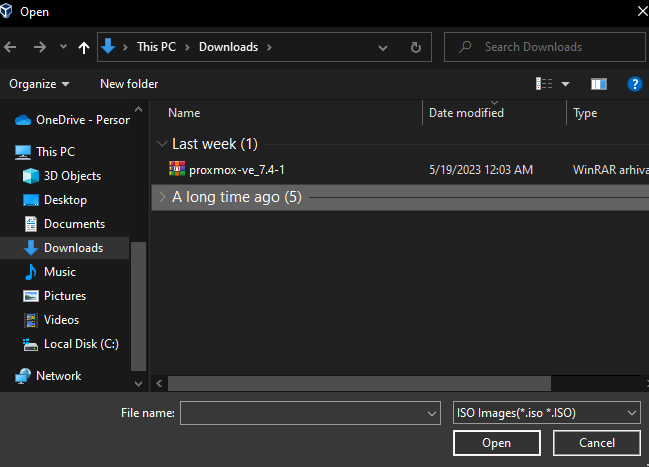 Open
This PC
Downloads
Search Downloads
Organize
New folder
?
Name
Date modified
Type
OneDrive - Person
This PC
3D Objects
Desktop
Documents
Downloads
Music
Pictures
Videos
Local Disk (C:)
Network
Last week (1)
proxmox-ve_7.4-1 5/19/2023 12:03 AM WinRAR arhiva
A long time ago (5)
File name:
ISO Images(*.iso *.ISO)
Open
Cancel